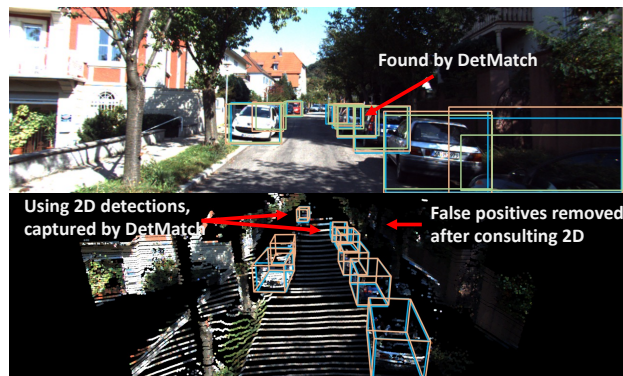 Found by DetMatch
Using 2D detections,
captured by DetMatch
False positives removed
after consulting 2D